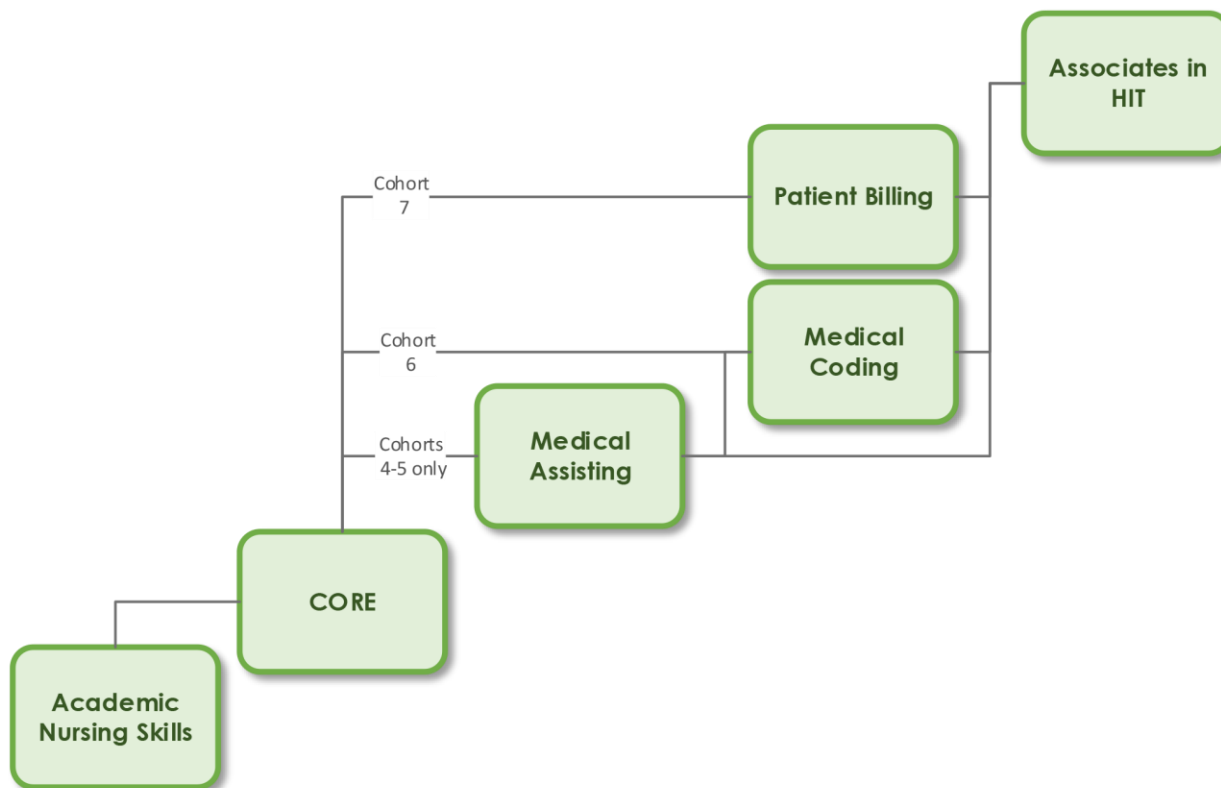 Associates in
HIT
Cohort
7
Patient Billing
Cohort
6
Medical
Coding
Cohorts
4-5 only
Medical
Assisting
CORE
Academic
Nursing Skills